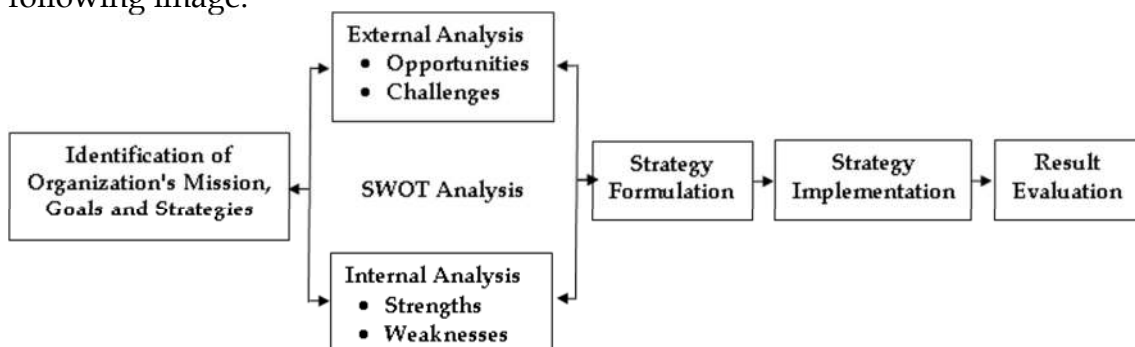 following image.
External Analysis
• Opportunities
• Challenges
Identification of
Organization's Mission,
Goals and Strategies
SWOT Analysis
Strategy
Formulation
Strategy
Implementation
Result
Evaluation
Internal Analysis
• Strengths
• Weaknesses